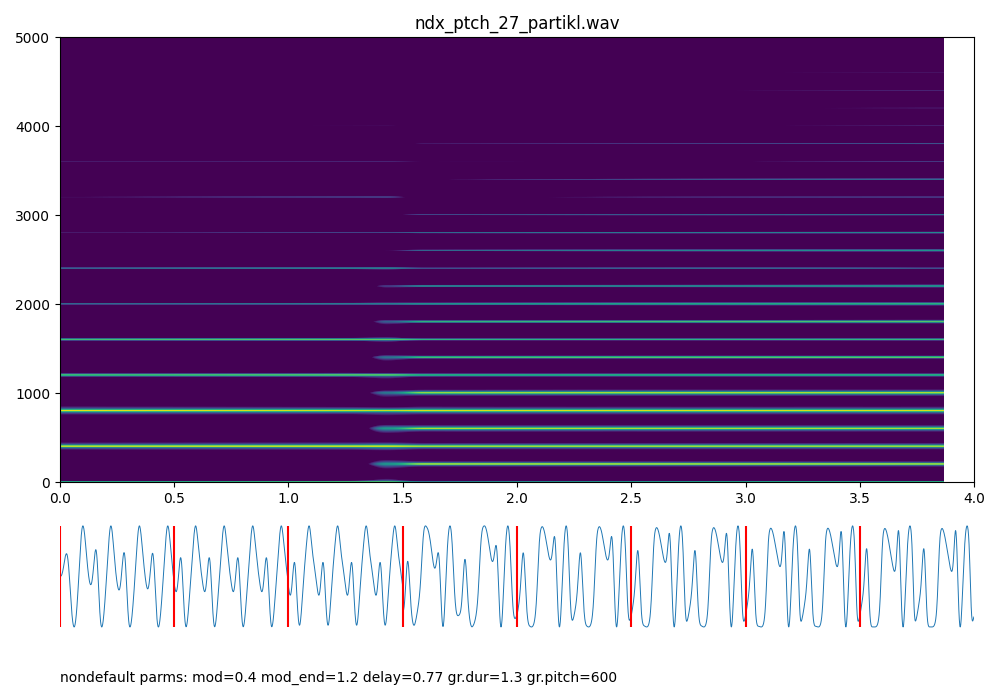 ndx_ptch_27_partikl.wav
5000
4000
3000
2000
1000
0
0.0 0.5 1.0 1.5 2.0 2.5 3.0 3.5 4.0
nondefault parms: mod=0.4 mod_end=1.2 delay=0.77 gr.dur=1.3 gr.pitch=600